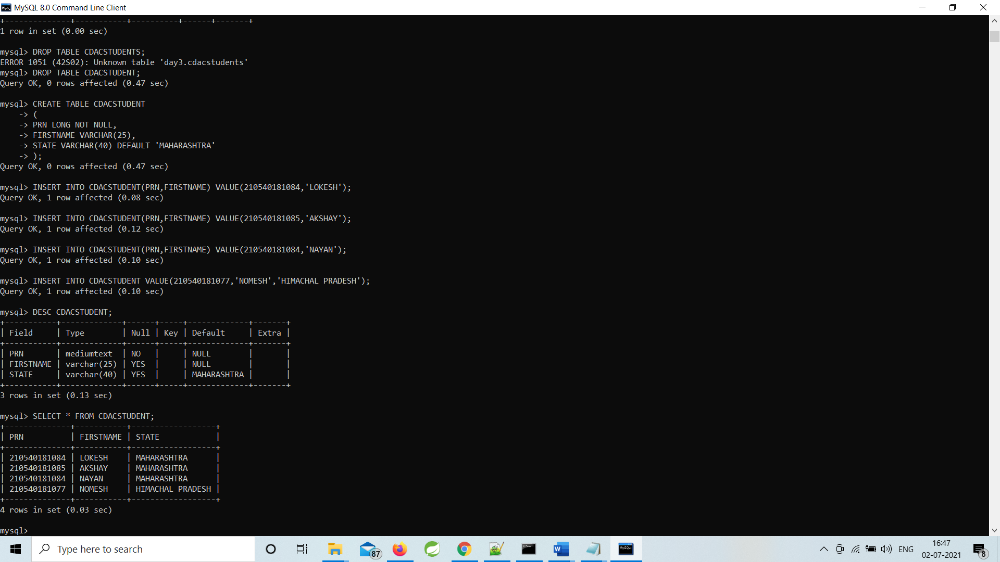 MySQL 8.0 Command Line Client
+--------------+-----------+----------+------+-------+
1 row in set (0.00 sec)
mysql> DROP TABLE CDACSTUDENTS;
ERROR 1051 (42S02): Unknown table 'day3.cdacstudents'
mysql> DROP TABLE CDACSTUDENT;
Query OK, 0 rows affected (0.47 sec)
mysql> CREATE TABLE CDACSTUDENT
    -> (
    -> PRN LONG NOT NULL,
    -> FIRSTNAME VARCHAR(25),
    -> STATE VARCHAR(40) DEFAULT 'MAHARASHTRA'
    -> );
Query OK, 0 rows affected (0.47 sec)
mysql> INSERT INTO CDACSTUDENT(PRN,FIRSTNAME) VALUE(210540181084,'LOKESH');
Query OK, 1 row affected (0.08 sec)
mysql> INSERT INTO CDACSTUDENT(PRN,FIRSTNAME) VALUE(210540181085,'AKSHAY');
Query OK, 1 row affected (0.12 sec)
mysql> INSERT INTO CDACSTUDENT(PRN,FIRSTNAME) VALUE(210540181084,'NAYAN');
Query OK, 1 row affected (0.10 sec)
mysql> INSERT INTO CDACSTUDENT VALUE(210540181077,'NOMESH','HIMACHAL PRADESH');
Query OK, 1 row affected (0.10 sec)
mysql> DESC CDACSTUDENT;
+-----------+-------------+------+-----+-------------+-------+
| Field     | Type        | Null | Key | Default     | Extra |
+-----------+-------------+------+-----+-------------+-------+
| PRN       | mediumtext  | NO   |     | NULL        |       |
| FIRSTNAME | varchar(25) | YES  |     | NULL        |       |
| STATE     | varchar(40) | YES  |     | MAHARASHTRA |       |
+-----------+-------------+------+-----+-------------+-------+
3 rows in set (0.13 sec)
mysql> SELECT * FROM CDACSTUDENT;
+--------------+-----------+------------------+
| PRN          | FIRSTNAME | STATE            |
+--------------+-----------+------------------+
| 210540181084 | LOKESH    | MAHARASHTRA      |
| 210540181085 | AKSHAY    | MAHARASHTRA      |
| 210540181084 | NAYAN     | MAHARASHTRA      |
| 210540181077 | NOMESH    | HIMACHAL PRADESH |
+--------------+-----------+------------------+
4 rows in set (0.03 sec)
mysql>
Type here to search
87
W
MySQL
ENG
16:47
02-07-2021
8